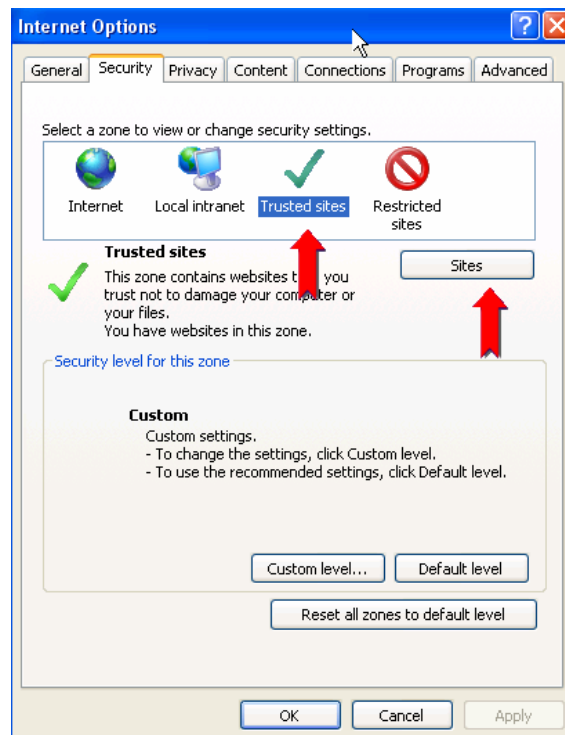 Internet Options
General Security Privacy Content Connections Programs Advanced
Select a zone to view or change security settings.
Internet Local intranet Trusted sites Restricted
sites
Trusted sites
Sites
This zone contains websites t you
trust not to damage your computer or
your files.
You have websites in this zone.
Security level for this zone
Custom
Custom settings.
- To change the settings, click Custom level.
- To use the recommended settings, click Default level.
Custom level... Default level
Reset all zones to default level
OK Cancel Apply